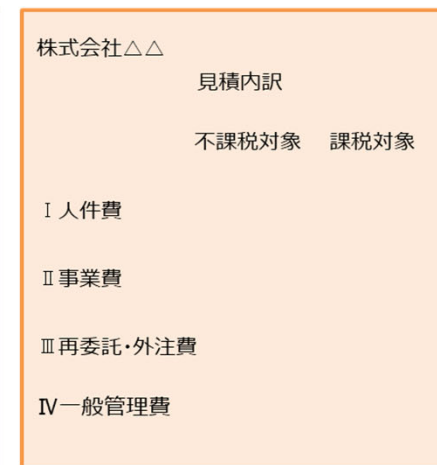 株式会社△△
見積内訳
不課税対象 課税対象
Ⅰ人件費
Ⅱ事業費
Ⅲ再委託・外注費
Ⅳ一般管理費